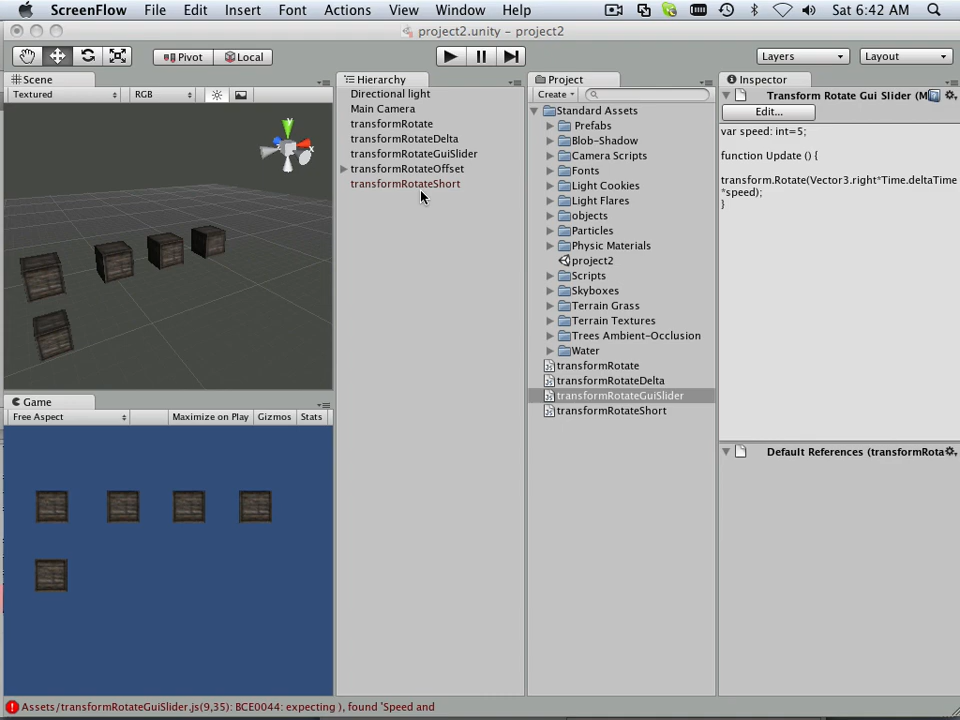 ScreenFlow File Edit Insert Font Actions View Window Help Sat 6:42 AM
project2.unity – project2
Pivot Local Layers Layout
Scene
Textured RGB
Hierarchy
Directional light
Main Camera
transformRotate
transformRotateDelta
transformRotateGuiSlider
transformRotateOffset
transformRotateShort
Project
Create
Standard Assets
Prefabs
Blob-Shadow
Camera Scripts
Fonts
Light Cookies
Light Flares
objects
Particles
Physic Materials
project2
Scripts
Skyboxes
Terrain Grass
Terrain Textures
Trees Ambient-Occlusion
Water
transformRotate
transformRotateDelta
transformRotateGuiSlider
transformRotateShort
Inspector
Transform Rotate Gui Slider (M
Edit...
var speed: int=5;
function Update () {
transform.Rotate(Vector3.right*Time.deltaTime
*speed);
}
Default References (transformRota
Game
Free Aspect Maximize on Play Gizmos Stats
Assets/transformRotateGuiSlider.js(9,35): BCE0044: expecting ), found 'Speed and